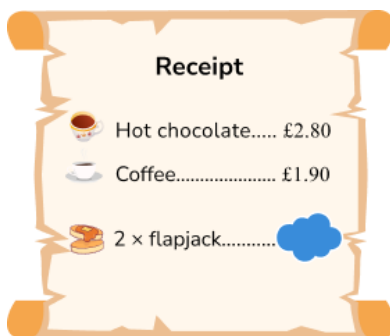 Receipt
Hot chocolate..... £2.80
Coffee..................... £1.90
2 × flapjack...........